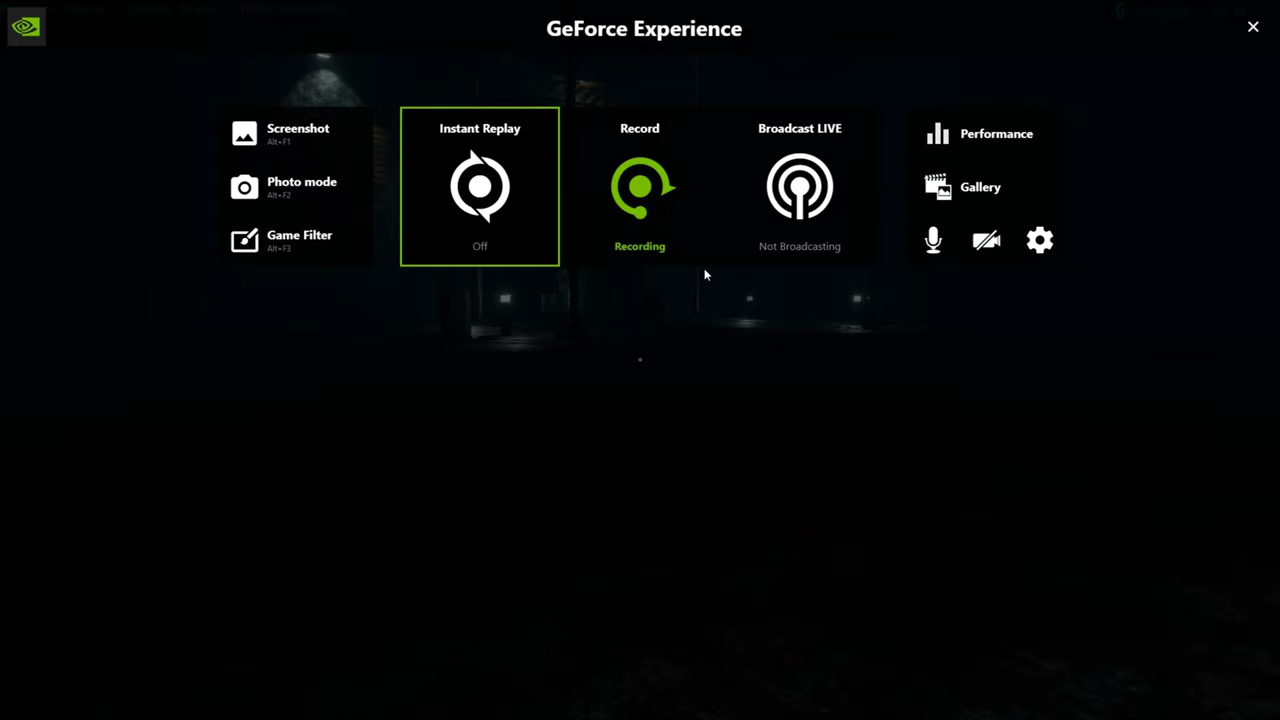 GeForce Experience
Screenshot
Alt+F1
Photo mode
Alt+F2
Game Filter
Alt+F3
Instant Replay
Off
Record
Recording
Broadcast LIVE
Not Broadcasting
Performance
Gallery